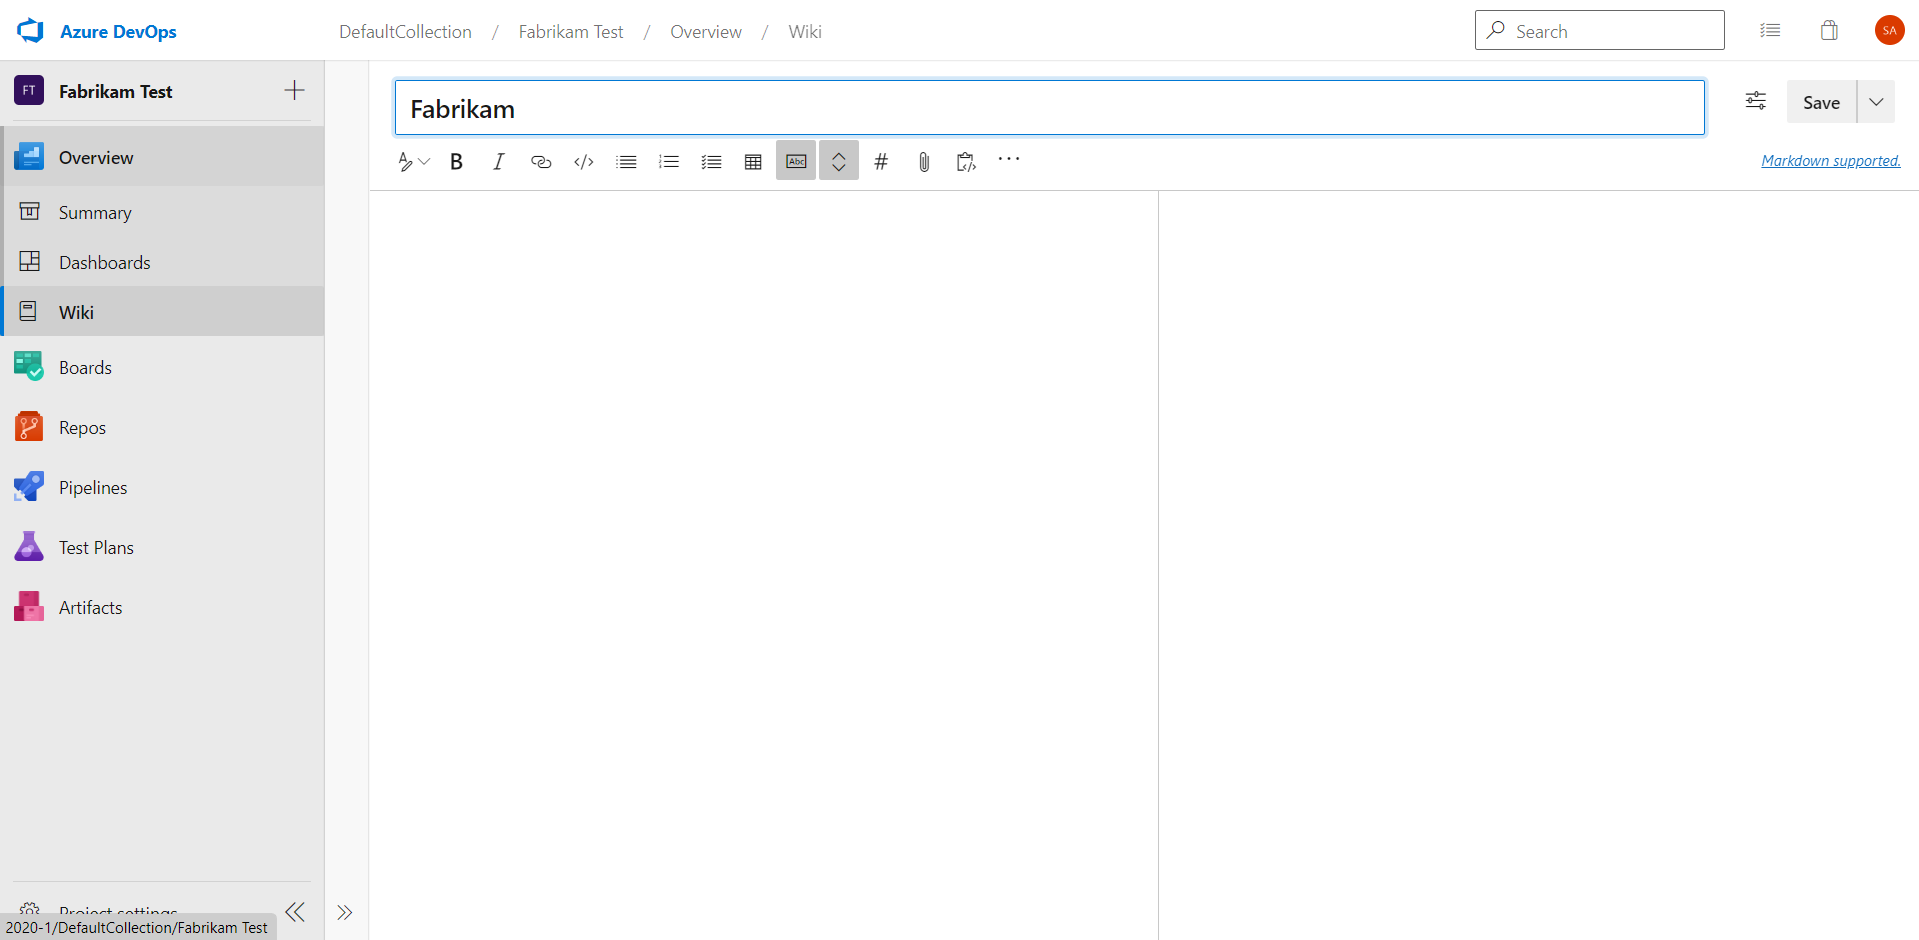 Azure DevOps
DefaultCollection / Fabrikam Test / Overview / Wiki
Search
SA
FT
Fabrikam Test
Fabrikam
Save
Overview
B I </> Abc # ...
Markdown supported.
Summary
Dashboards
Wiki
Boards
Repos
Pipelines
Test Plans
Artifacts
Project settings
2020-1/DefaultCollection/Fabrikam Test